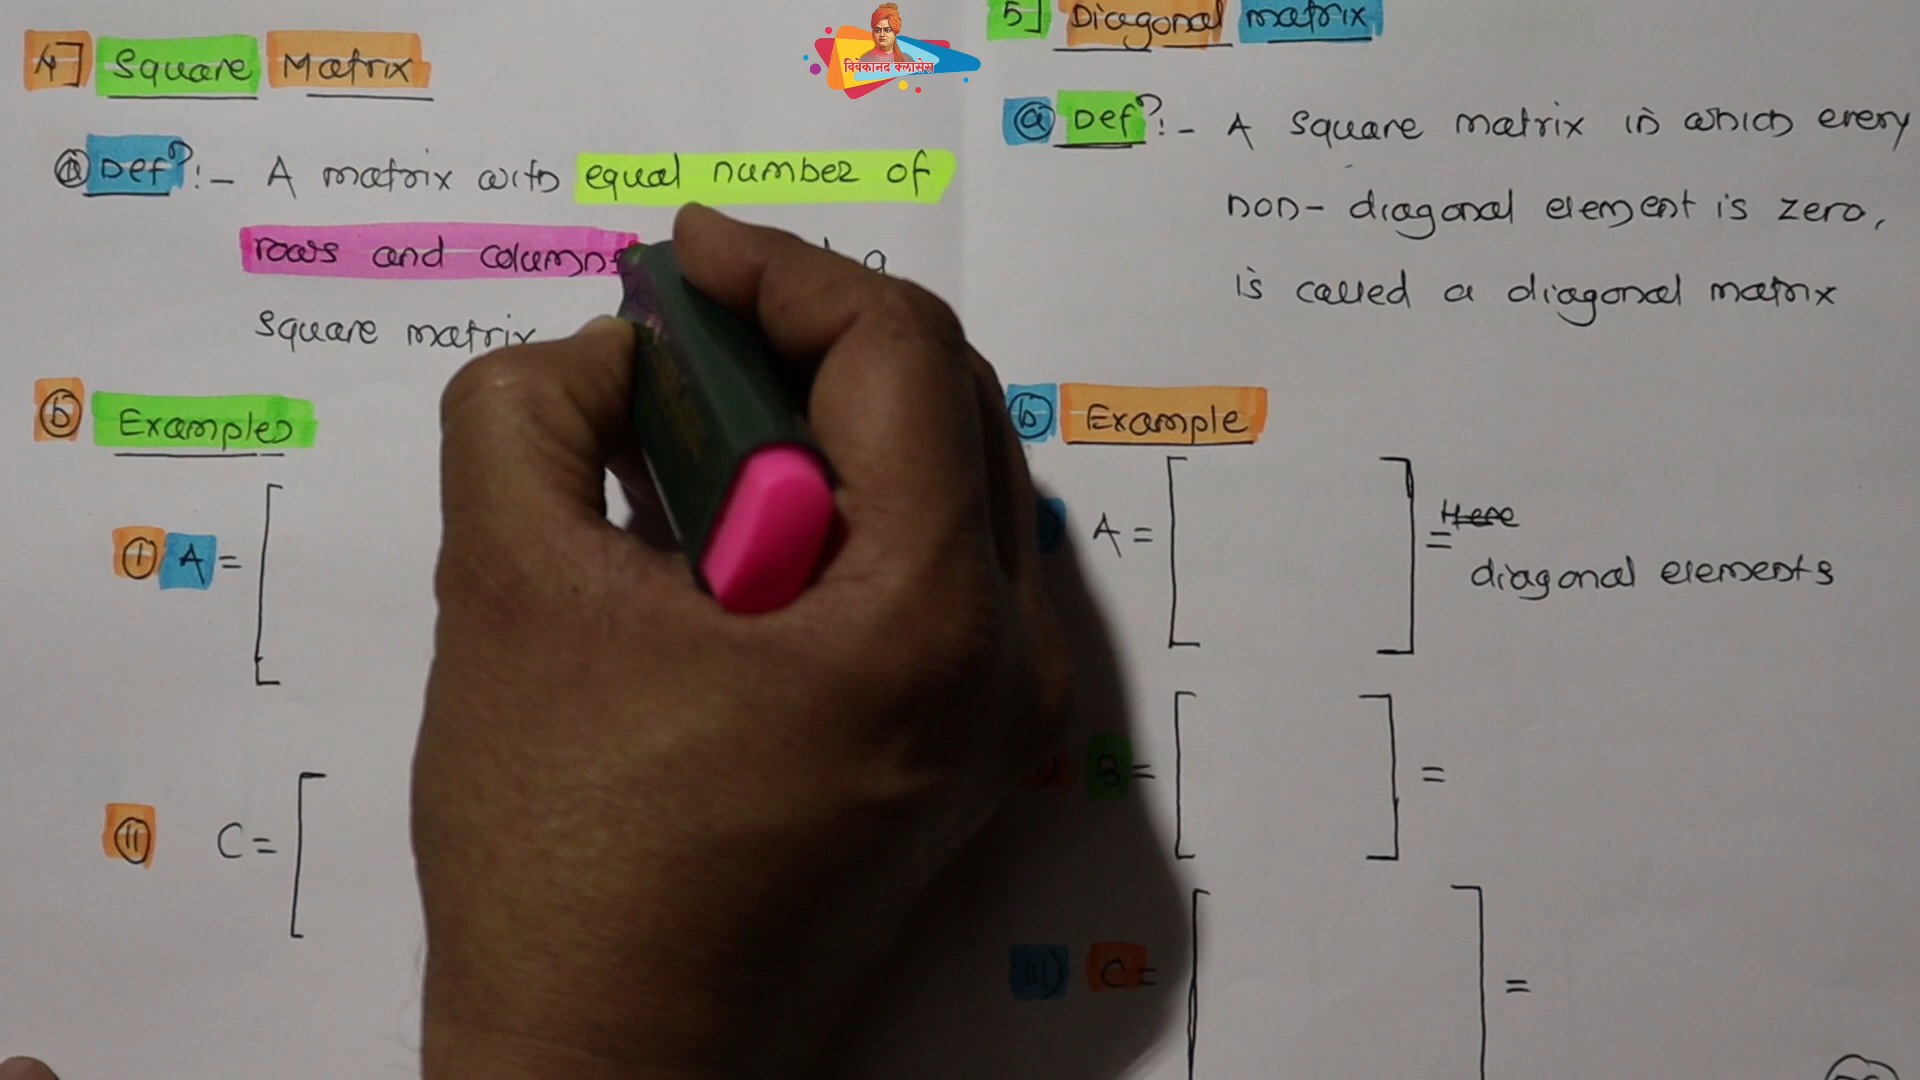 4] Square Matrix
ⓐ Def?:- A matrix with equal number of
rows and columns a
square matrix
ⓑ Examples
① A = [
ⅱ C = [
विवेकानंद क्लासेस
5] Diagonal matrix
ⓐ Def?:- A square matrix in which every
non-diagonal element is zero,
is called a diagonal matrix
ⓑ Example
A = [ ] = Here
diagonal elements
B = [ ] =
iii) C = [ ] =